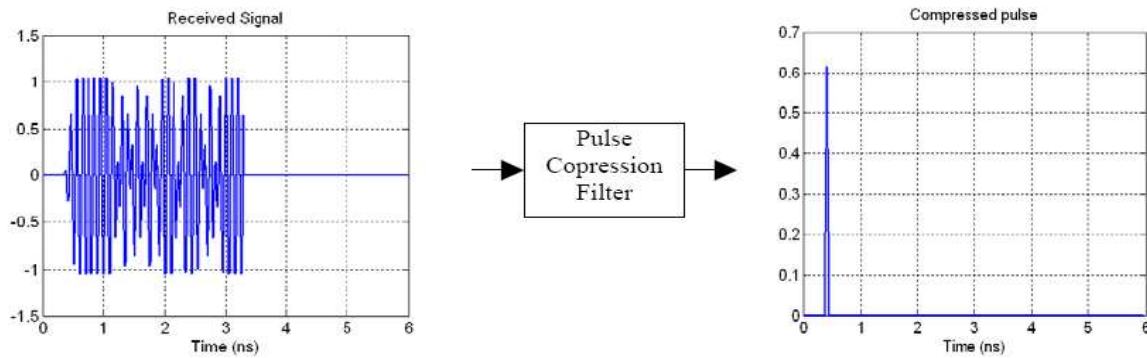 Received Signal
1.5
1
0.5
0
-0.5
-1
-1.5
0 1 2 3 4 5 6
Time (ns)
Pulse
Copression
Filter
Compressed pulse
0.7
0.6
0.5
0.4
0.3
0.2
0.1
0
0 1 2 3 4 5 6
Time (ns)